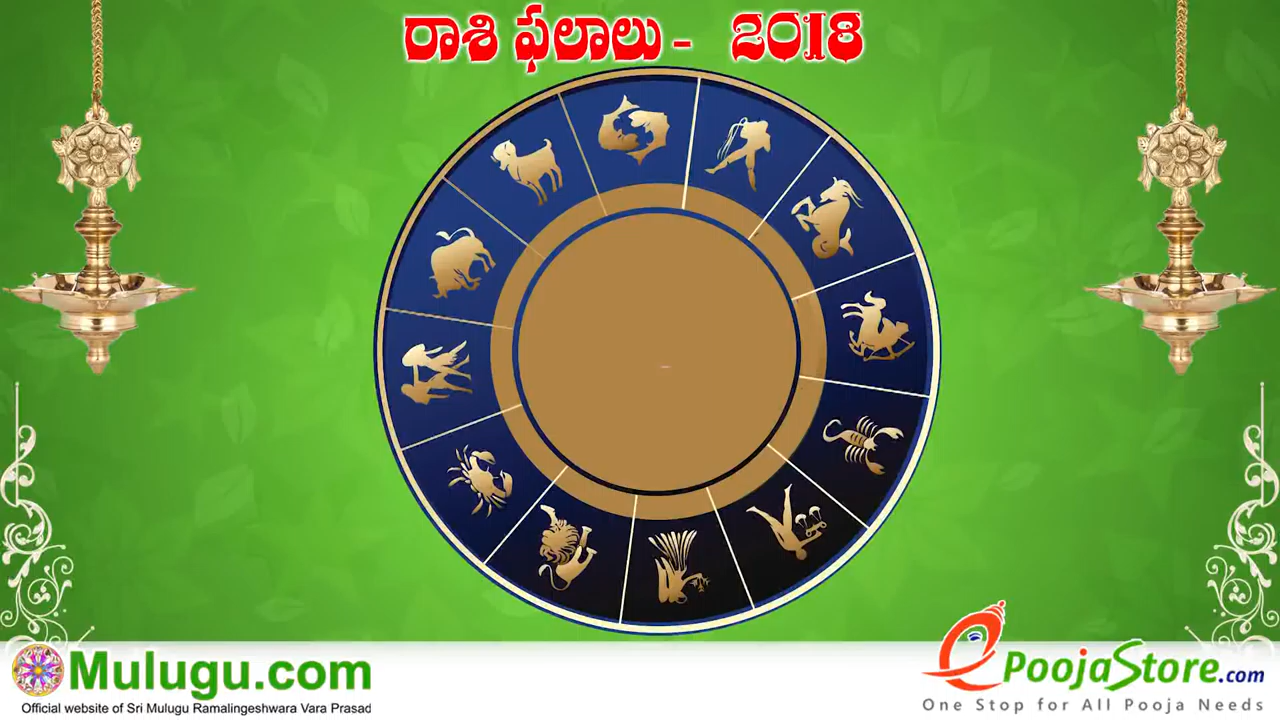 రాశి ఫలాలు - 2018
Mulugu.com
Official website of Sri Mulugu Ramalingeshwara Vara Prasad
ePoojaStore.com
One Stop for All Pooja Needs